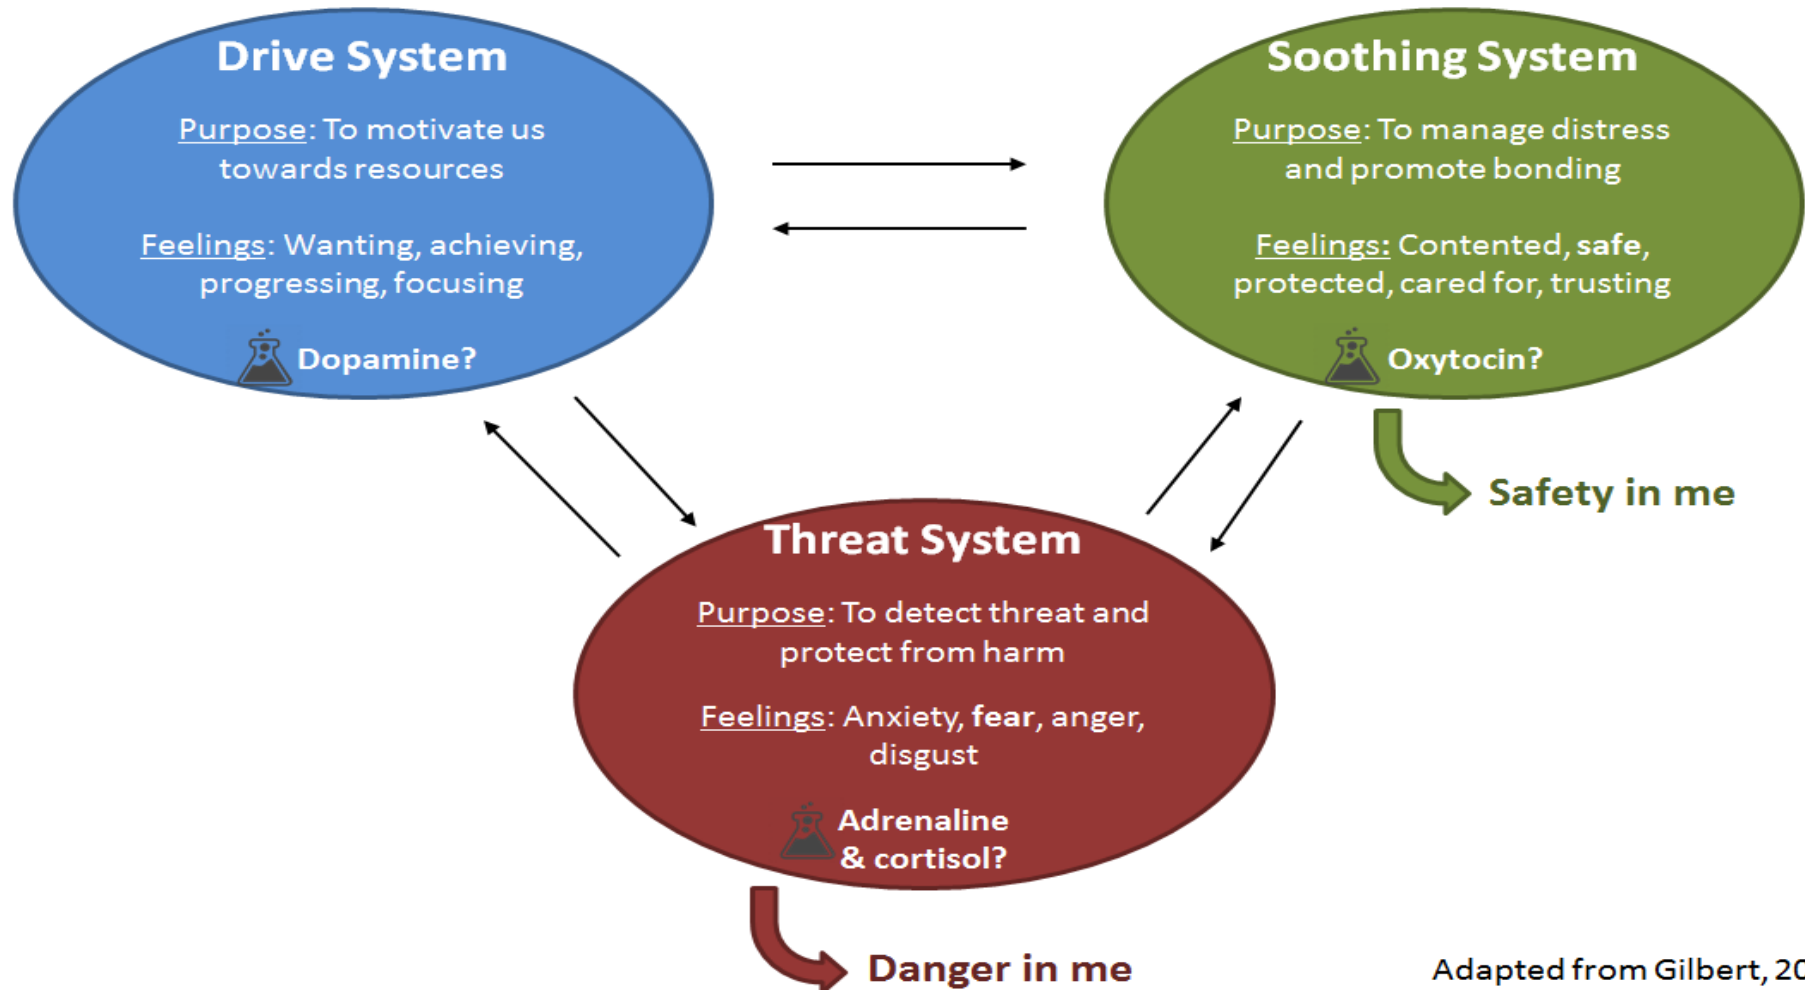 Drive System
Purpose: To motivate us
towards resources
Feelings: Wanting, achieving,
progressing, focusing
Dopamine?
Soothing System
Purpose: To manage distress
and promote bonding
Feelings: Contented, safe,
protected, cared for, trusting
Oxytocin?
Safety in me
Threat System
Purpose: To detect threat and
protect from harm
Feelings: Anxiety, fear, anger,
disgust
Adrenaline
& cortisol?
Danger in me
Adapted from Gilbert, 20